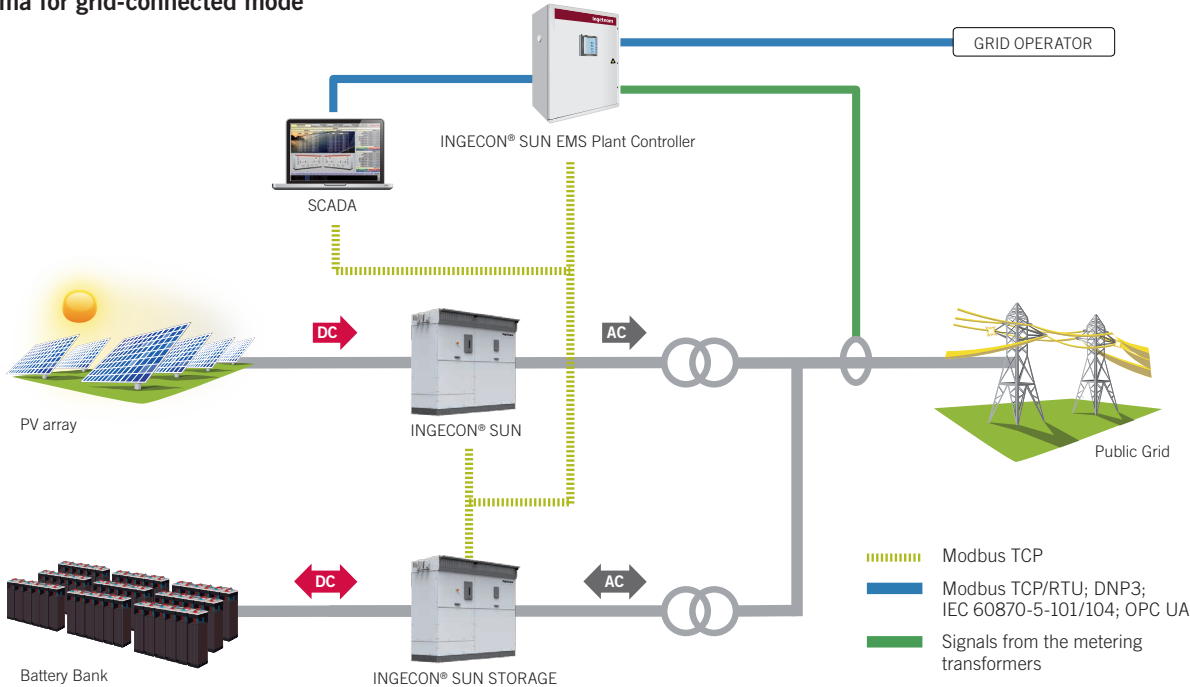 ma for grid-connected mode
Ingeteam
GRID OPERATOR
INGECON® SUN EMS Plant Controller
SCADA
DC
AC
PV array
INGECON® SUN
Public Grid
DC
AC
Battery Bank
INGECON® SUN STORAGE
Modbus TCP
Modbus TCP/RTU; DNP3;
IEC 60870-5-101/104; OPC UA
Signals from the metering
transformers